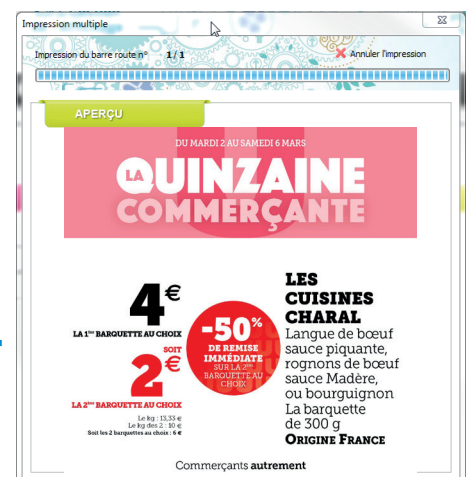 Impression multiple
Impression du barre route n° 1/1
Annuler l'impression
APERÇU
DU MARDI 2 AU SAMEDI 6 MARS
LA QUINZAINE
COMMERÇANTE
4€
LA 1ère BARQUETTE AU CHOIX
SOIT
2€
LA 2ème BARQUETTE AU CHOIX
Le kg : 13,33 €
Le kg des 2 : 10 €
Soit les 2 barquettes au choix : 6 €
-50%
DE REMISE
IMMÉDIATE
SUR LA 2ème
BARQUETTE AU
CHOIX
LES
CUISINES
CHARAL
Langue de bœuf
sauce piquante,
rognons de bœuf
sauce Madère,
ou bourguignon
La barquette
de 300 g
ORIGINE FRANCE
Commerçants autrement